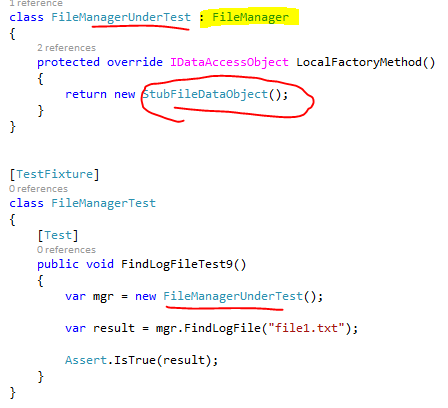 1 reference
class FileManagerUnderTest : FileManager
{
2 references
protected override IDataAccessObject LocalFactoryMethod()
{
return new StubFileDataObject();
}
}
[TestFixture]
0 references
class FileManagerTest
{
[Test]
0 references
public void FindLogFileTest9()
{
var mgr = new FileManagerUnderTest();
var result = mgr.FindLogFile("file1.txt");
Assert.IsTrue(result);
}
}